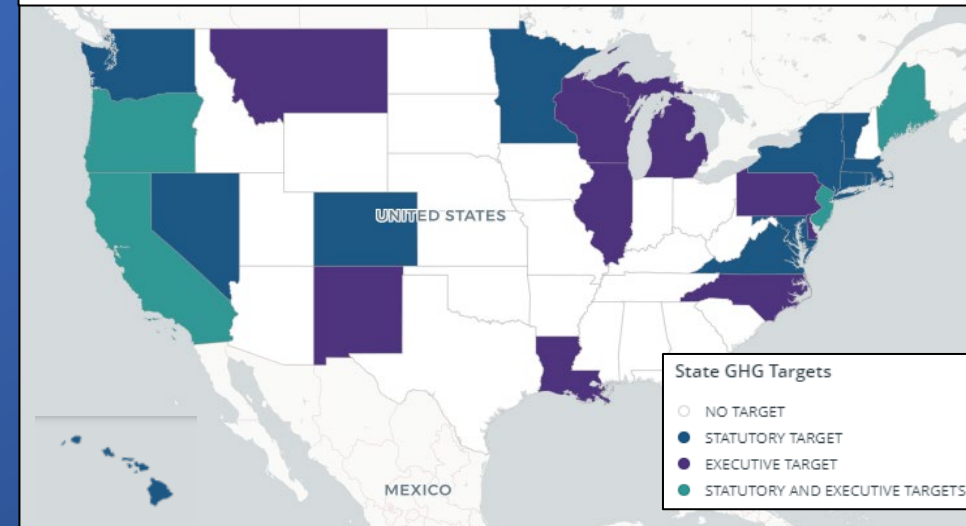 UNITED STATES
MEXICO
State GHG Targets
NO TARGET
STATUTORY TARGET
EXECUTIVE TARGET
STATUTORY AND EXECUTIVE TARGETS